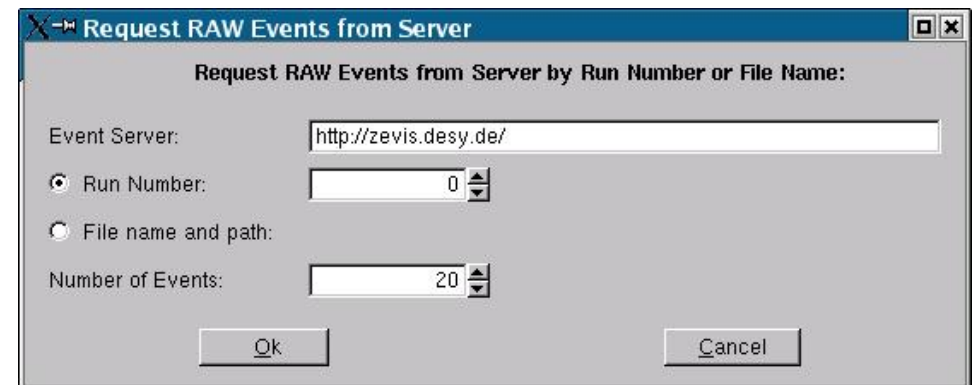 Request RAW Events from Server
Request RAW Events from Server by Run Number or File Name:
Event Server: http://zevis.desy.de/
Run Number: 0
File name and path:
Number of Events: 20
Ok Cancel